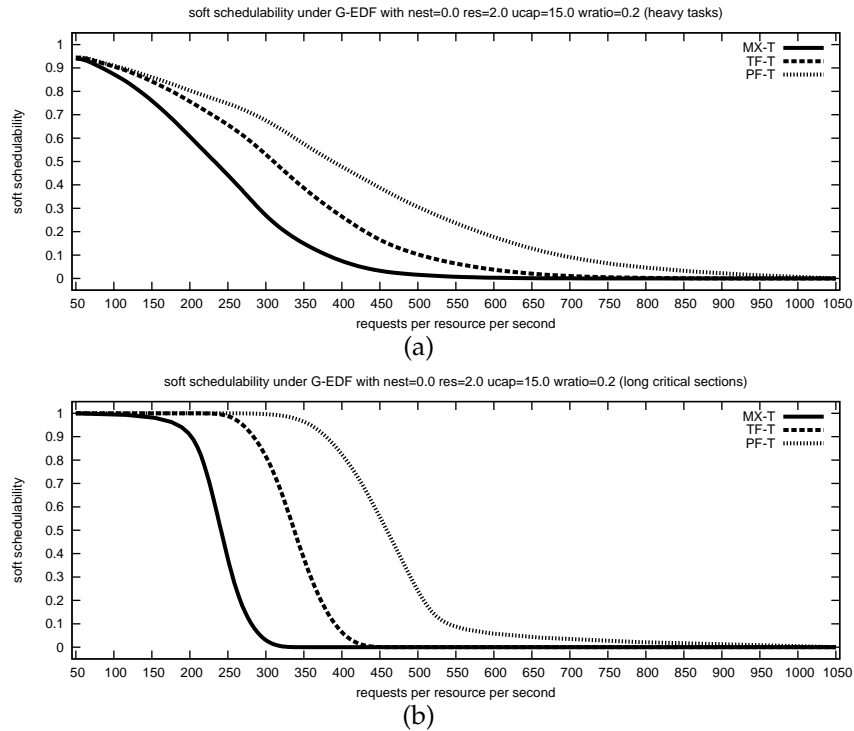 soft schedulability under G-EDF with nest=0.0 res=2.0 ucap=15.0 wratio=0.2 (heavy tasks)
1
0.9
0.8
0.7
0.6
0.5
0.4
0.3
0.2
0.1
0
soft schedulability
MX-T
TF-T
PF-T
50 100 150 200 250 300 350 400 450 500 550 600 650 700 750 800 850 900 950 1000 1050
requests per resource per second
(a)
soft schedulability under G-EDF with nest=0.0 res=2.0 ucap=15.0 wratio=0.2 (long critical sections)
1
0.9
0.8
0.7
0.6
0.5
0.4
0.3
0.2
0.1
0
soft schedulability
MX-T
TF-T
PF-T
50 100 150 200 250 300 350 400 450 500 550 600 650 700 750 800 850 900 950 1000 1050
requests per resource per second
(b)